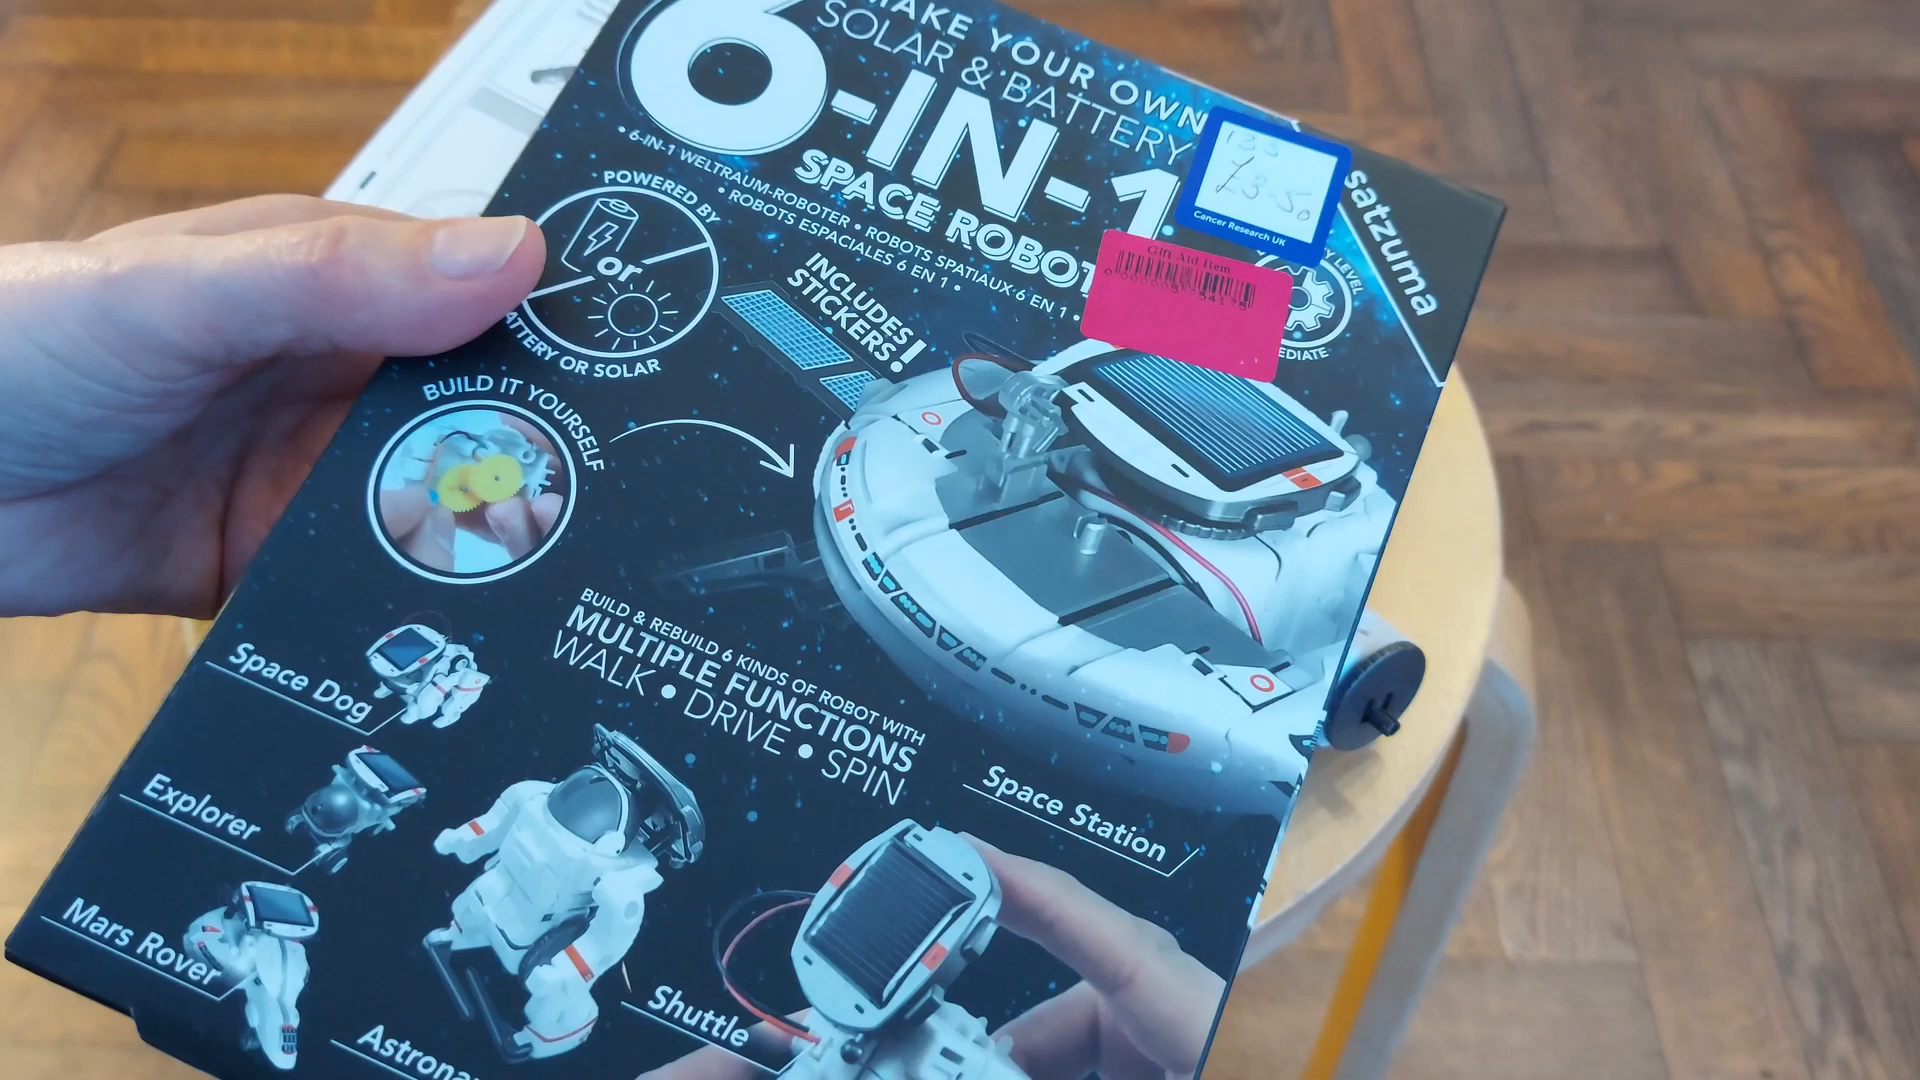 MAKE YOUR OWN
SOLAR & BATTERY
6-IN-1
SPACE ROBOT
• 6-IN-1 WELTRAUM-ROBOTER • ROBOTS SPATIAUX 6 EN 1 •
• ROBOTS ESPACIALES 6 EN 1 •
£3.50
Cancer Research UK
satzuma
Gift Aid Item
POWERED BY
or
BATTERY OR SOLAR
INCLUDES
STICKERS!
BUILD IT YOURSELF
BUILD & REBUILD 6 KINDS OF ROBOT WITH
MULTIPLE FUNCTIONS
WALK • DRIVE • SPIN
Space Dog
Explorer
Mars Rover
Space Station
Shuttle